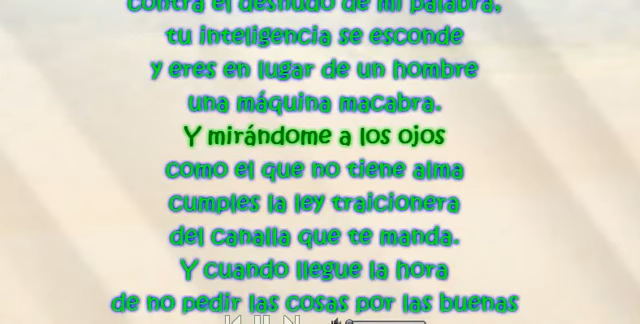 contra el desnudo de mi palabra,
tu inteligencia se esconde
y eres en lugar de un hombre
una máquina macabra.
Y mirándome a los ojos
como el que no tiene alma
cumples la ley traicionera
del canalla que te manda.
Y cuando llegue la hora
de no pedir las cosas por las buenas